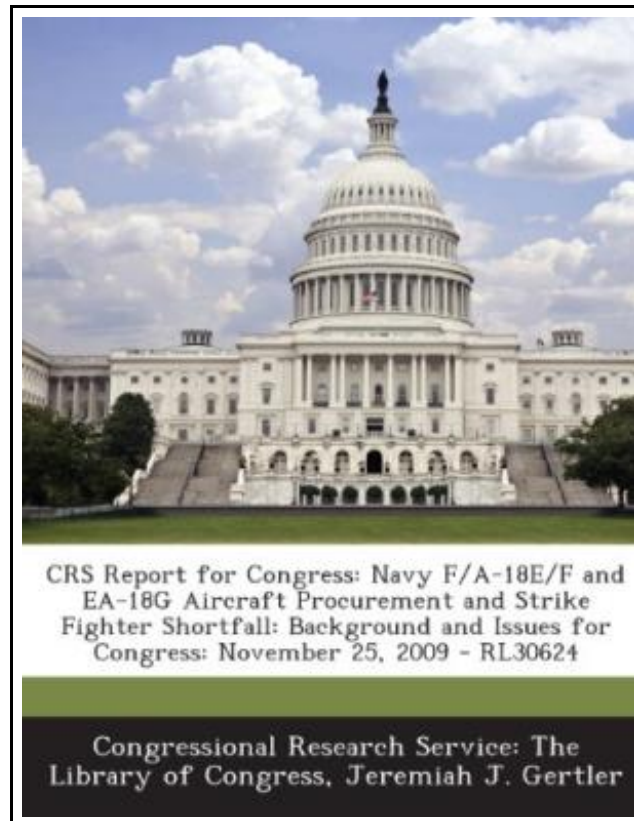 CRS Report for Congress: Navy F/A-18E/F and
EA-18G Aircraft Procurement and Strike
Fighter Shortfall: Background and Issues for
Congress: November 25, 2009 - RL30624
Congressional Research Service: The
Library of Congress, Jeremiah J. Gertler